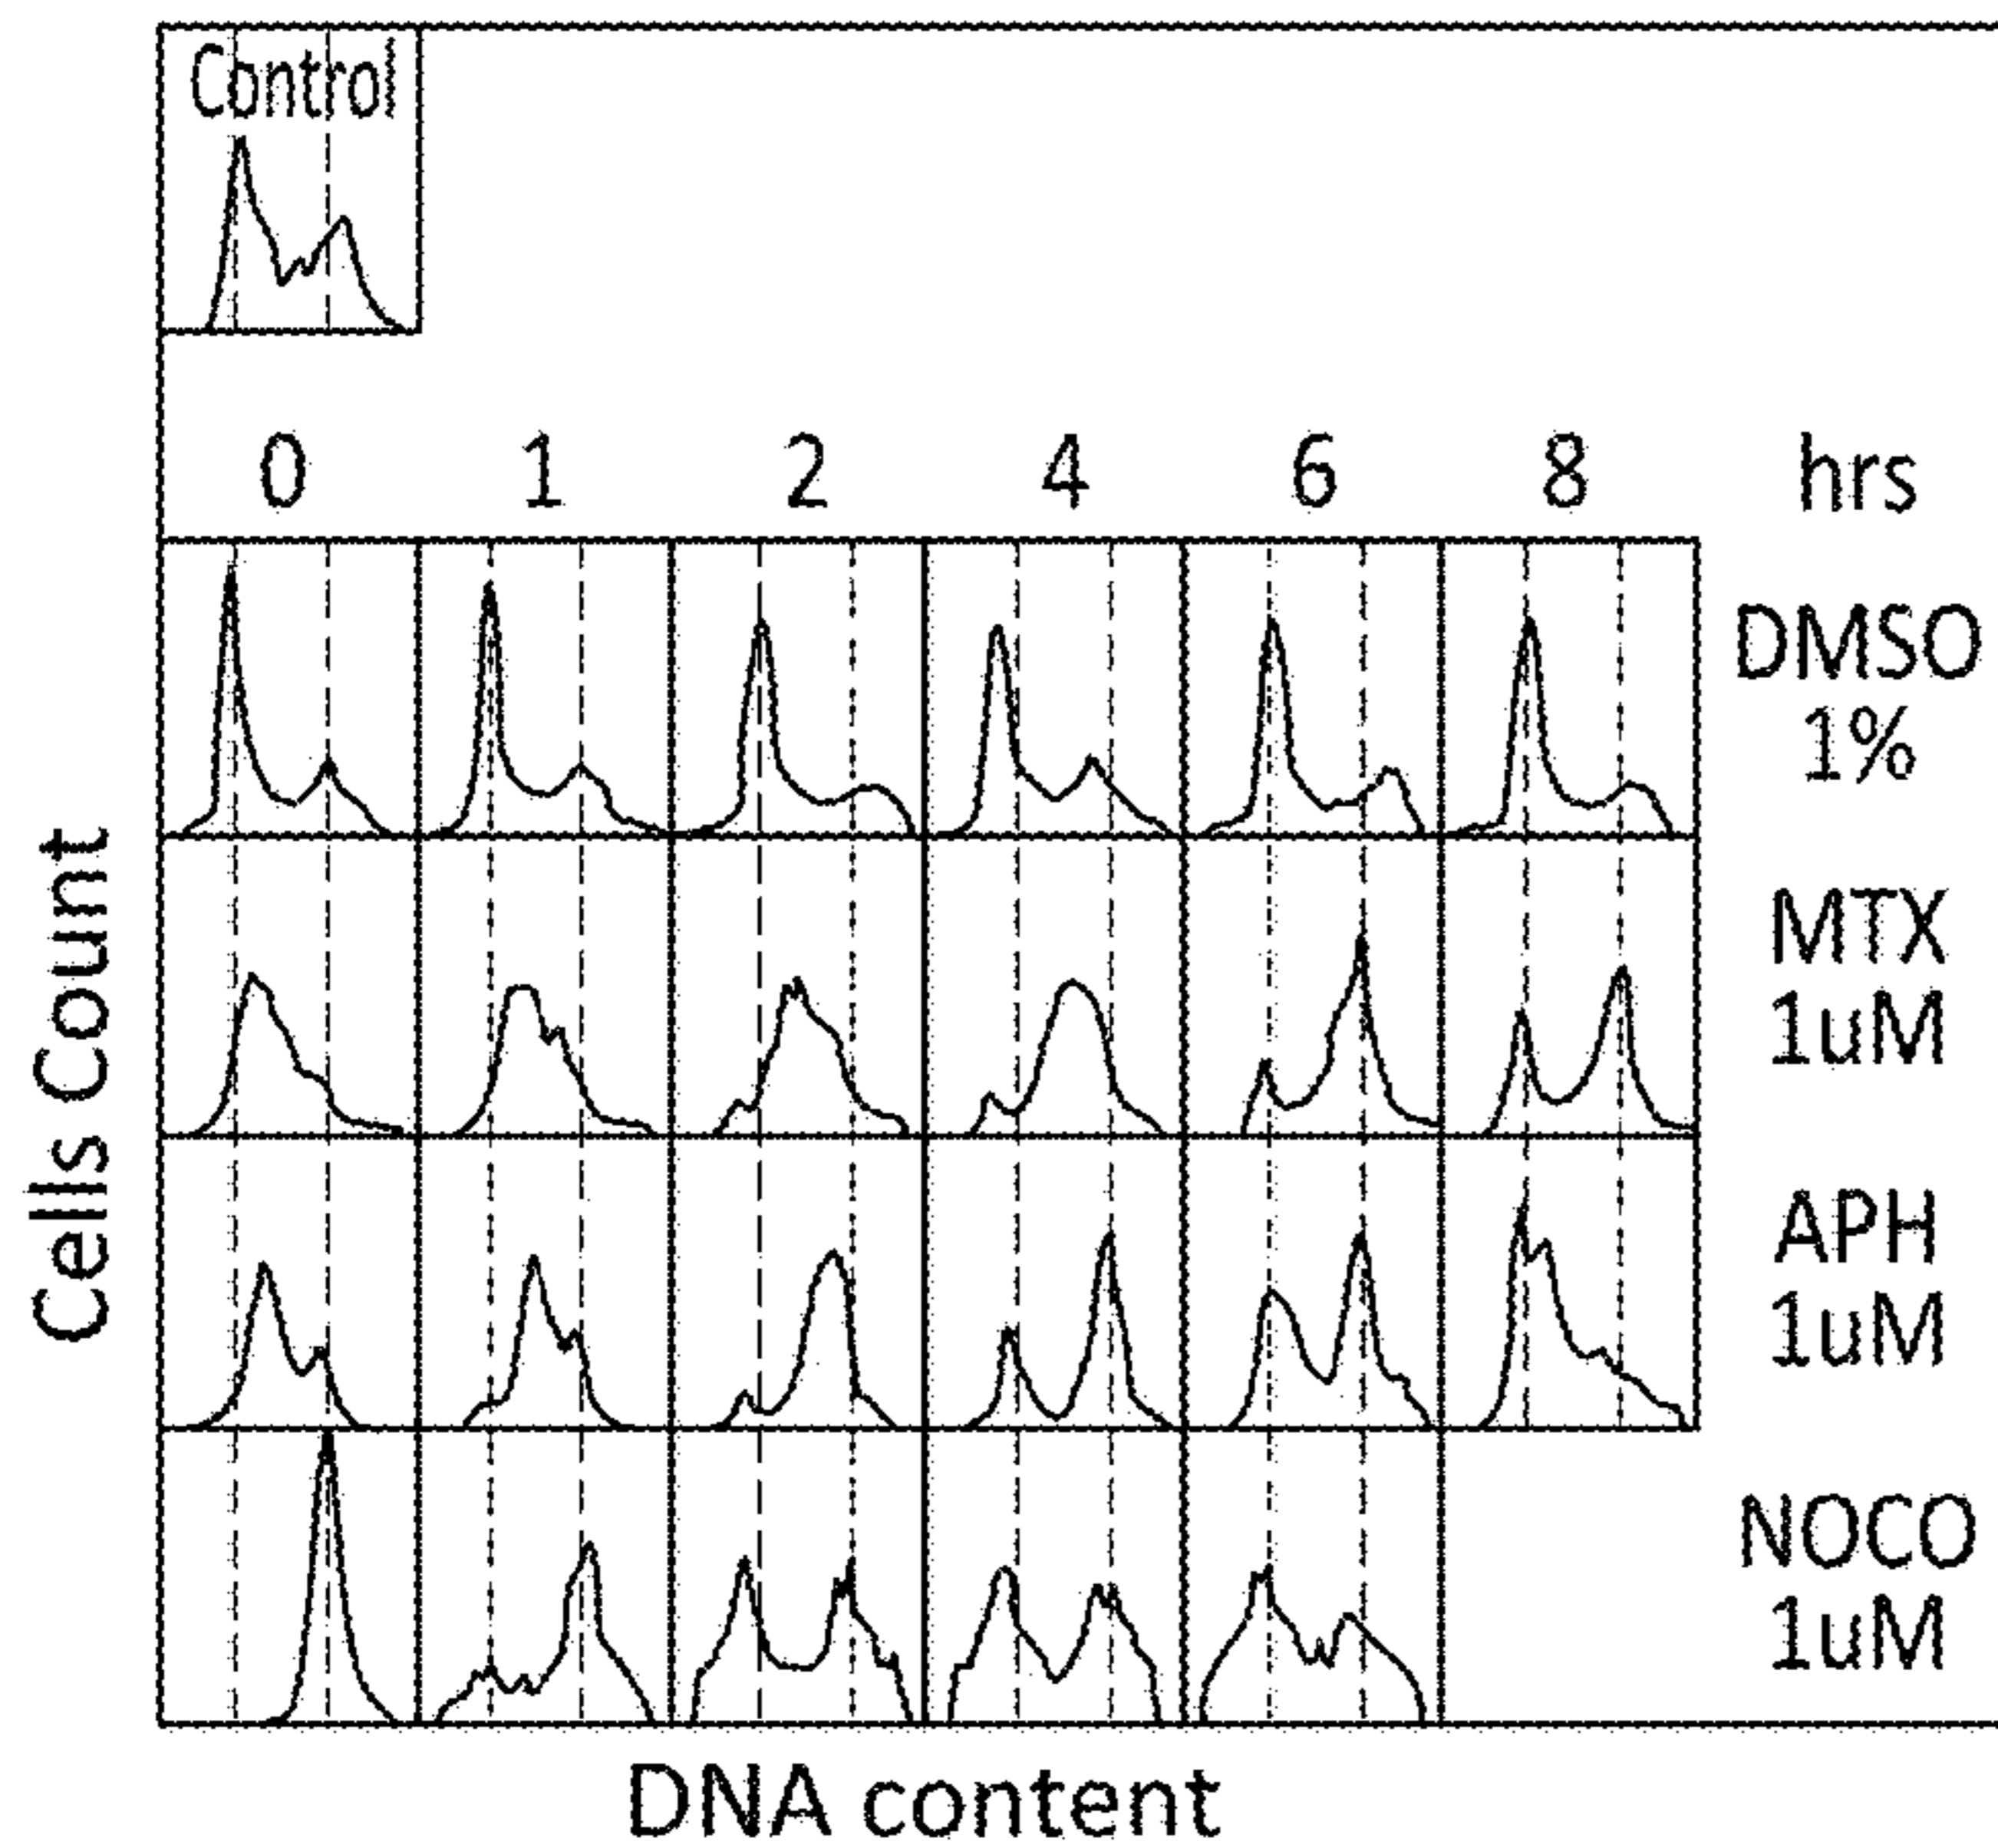 Control
0 1 2 4 6 8 hrs
DMSO
1%
MTX
1uM
APH
1uM
NOCO
1uM
Cells Count
DNA content